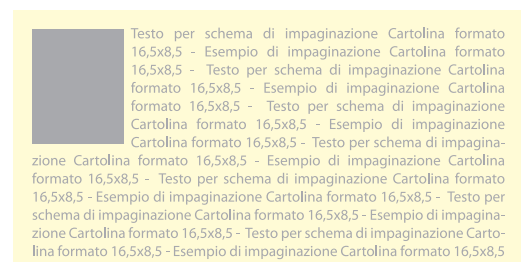 Testo per schema di impaginazione Cartolina formato
16,5x8,5 - Esempio di impaginazione Cartolina formato
16,5x8,5 - Testo per schema di impaginazione Cartolina
formato 16,5x8,5 - Esempio di impaginazione Cartolina
formato 16,5x8,5 - Testo per schema di impaginazione
Cartolina formato 16,5x8,5 - Esempio di impaginazione
Cartolina formato 16,5x8,5 - Testo per schema di impagina-
zione Cartolina formato 16,5x8,5 - Esempio di impaginazione Cartolina
formato 16,5x8,5 - Testo per schema di impaginazione Cartolina formato
16,5x8,5 - Esempio di impaginazione Cartolina formato 16,5x8,5 - Testo per
schema di impaginazione Cartolina formato 16,5x8,5 - Esempio di impagina-
zione Cartolina formato 16,5x8,5 - Testo per schema di impaginazione Carto-
lina formato 16,5x8,5 - Esempio di impaginazione Cartolina formato 16,5x8,5